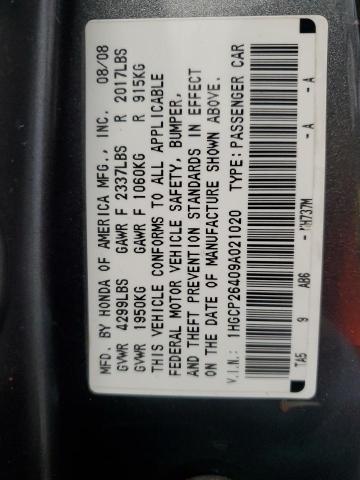 MFD. BY HONDA OF AMERICA MFG., INC. 08/08
GVWR 4299LBS GAWR F 2337LBS R 2017LBS
GVWR 1950KG GAWR F 1060KG R 915KG
THIS VEHICLE CONFORMS TO ALL APPLICABLE
FEDERAL MOTOR VEHICLE SAFETY, BUMPER,
AND THEFT PREVENTION STANDARDS IN EFFECT
ON THE DATE OF MANUFACTURE SHOWN ABOVE.
V.I.N.: 1HGCP26409A021020 TYPE: PASSENGER CAR
TA5 9 AB6 - NH737M - A - A